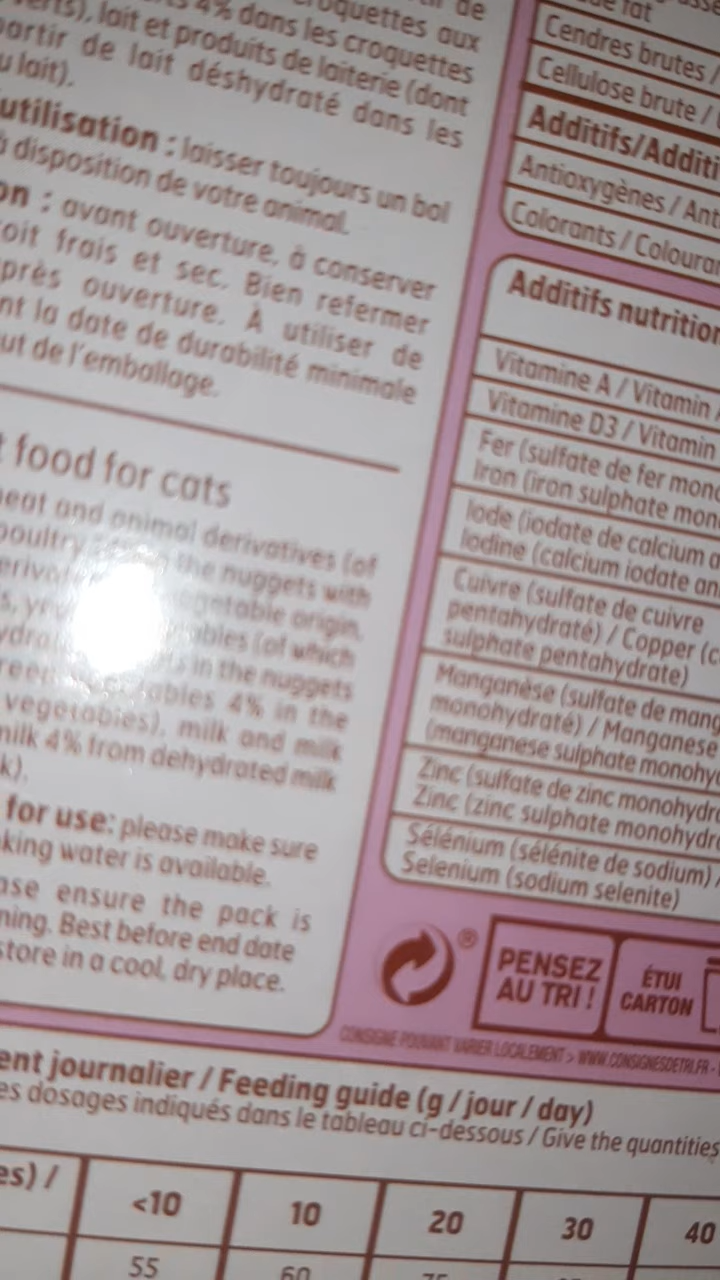 de
croquettes aux
4% dans les croquettes
lait et produits de laiterie (dont
partir de lait déshydraté dans les
lait).
utilisation : laisser toujours un bol
à disposition de votre animal.
on : avant ouverture, à conserver
oit frais et sec. Bien refermer
près ouverture. À utiliser de
nt la date de durabilité minimale
ut de l'emballage.
food for cats
eat and animal derivatives (of
poultry the nuggets with
origin,
(of which
in the nuggets
4% in the
vegetables), milk and milk
milk 4% from dehydrated milk
k).
for use: please make sure
king water is available.
ase ensure the pack is
ning. Best before end date
store in a cool, dry place.
Cendres brutes /
Cellulose brute /
Additifs/Additi
Antioxygènes / Ant
Colorants / Coloura
Additifs nutrition
Vitamine A / Vitamin
Vitamine D3 / Vitamin
Fer (sulfate de fer mono
Iron (iron sulphate mon
Iode (iodate de calcium a
Iodine (calcium iodate an
Cuivre (sulfate de cuivre
pentahydraté) / Copper (c
sulphate pentahydrate)
Manganèse (sulfate de mang
monohydraté) / Manganese
(manganese sulphate monohy
Zinc (sulfate de zinc monohydr
Zinc (zinc sulphate monohydr
Sélénium (sélénite de sodium) /
Selenium (sodium selenite)
®
PENSEZ
AU TRI !
ÉTUI
CARTON
CONSIGNE POUVANT VARIER LOCALEMENT > WWW.CONSIGNESDETRI.FR
ent journalier / Feeding guide (g / jour / day)
es dosages indiqués dans le tableau ci-dessous / Give the quantities
es) / <10 10 20 30 40
55 60